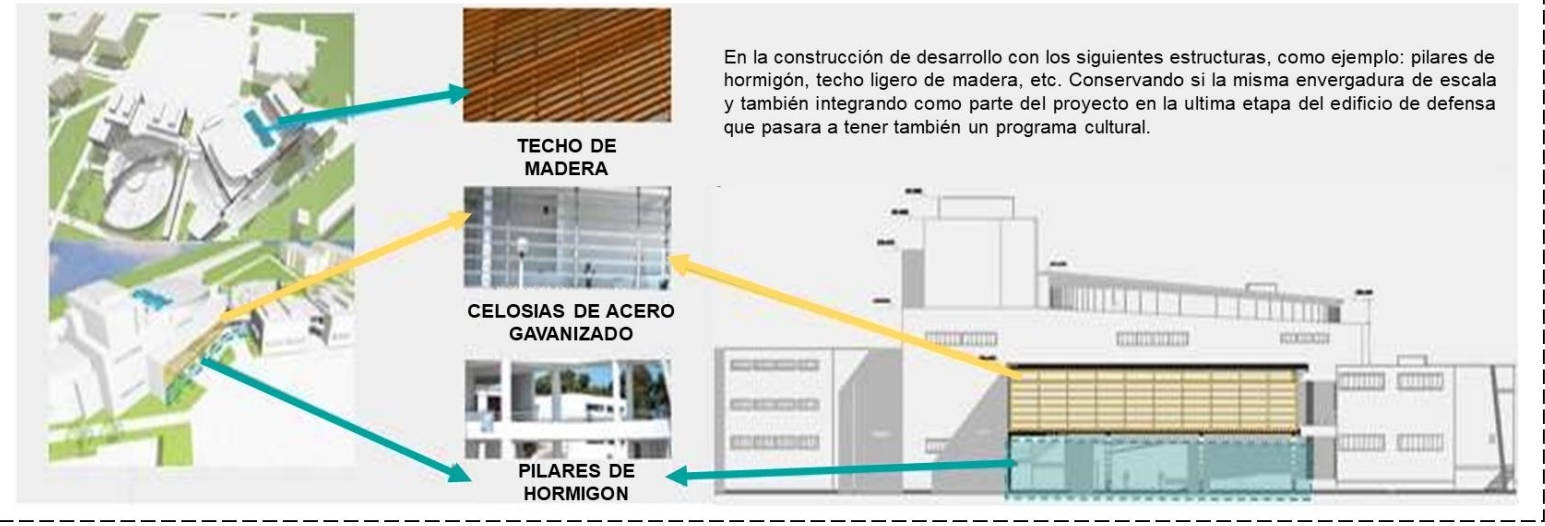 En la construcción de desarrollo con los siguientes estructuras, como ejemplo: pilares de
hormigón, techo ligero de madera, etc. Conservando si la misma envergadura de escala
y también integrando como parte del proyecto en la ultima etapa del edificio de defensa
que pasara a tener también un programa cultural.
TECHO DE
MADERA
CELOSIAS DE ACERO
GAVANIZADO
PILARES DE
HORMIGON